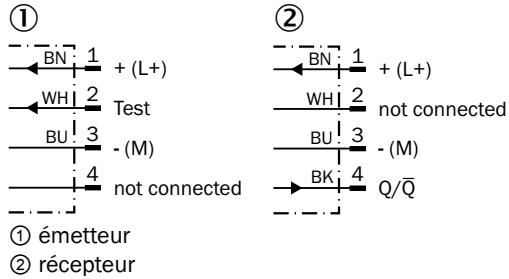 ①
BN 1 + (L+)
WH 2 Test
BU 3 - (M)
4 not connected
②
BN 1 + (L+)
WH 2 not connected
BU 3 - (M)
BK 4 Q/Q̅
① émetteur
② récepteur